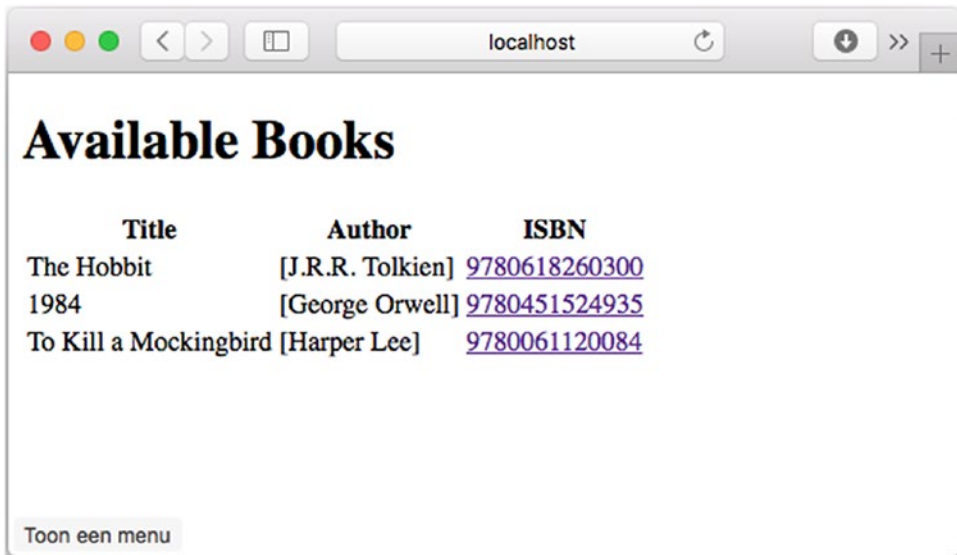 localhost
Available Books
Title Author ISBN
The Hobbit [J.R.R. Tolkien] 9780618260300
1984 [George Orwell] 9780451524935
To Kill a Mockingbird [Harper Lee] 9780061120084
Toon een menu